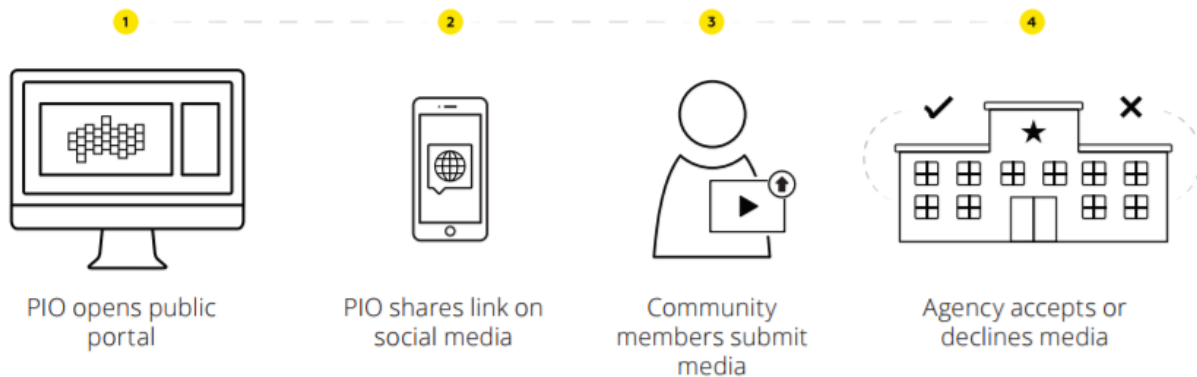 1
2
3
4
PIO opens public
portal
PIO shares link on
social media
Community
members submit
media
Agency accepts or
declines media